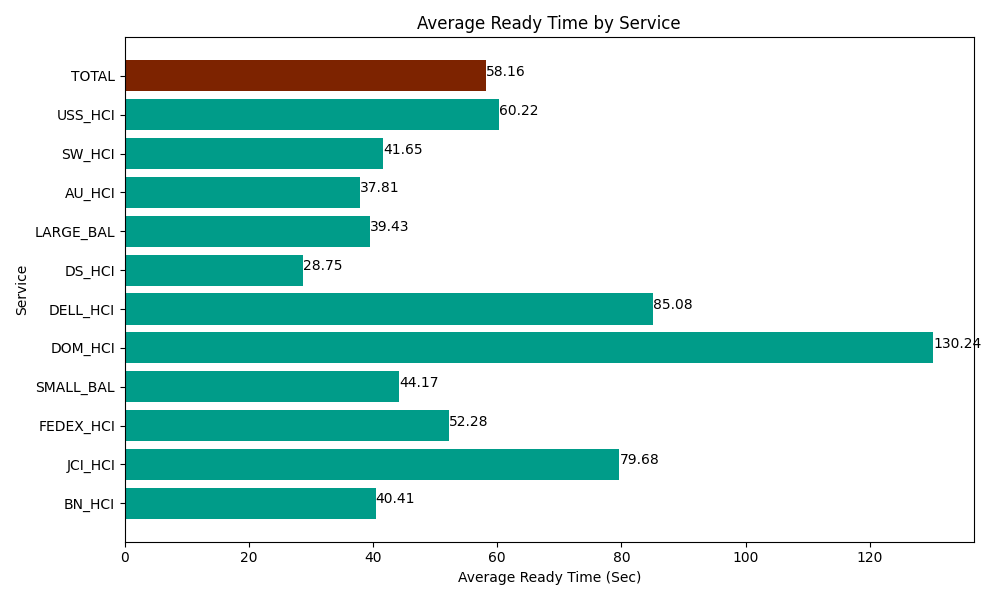 Average Ready Time by Service
TOTAL 58.16
USS_HCI 60.22
SW_HCI 41.65
AU_HCI 37.81
LARGE_BAL 39.43
DS_HCI 28.75
DELL_HCI 85.08
DOM_HCI 130.24
SMALL_BAL 44.17
FEDEX_HCI 52.28
JCI_HCI 79.68
BN_HCI 40.41
Service
0 20 40 60 80 100 120
Average Ready Time (Sec)